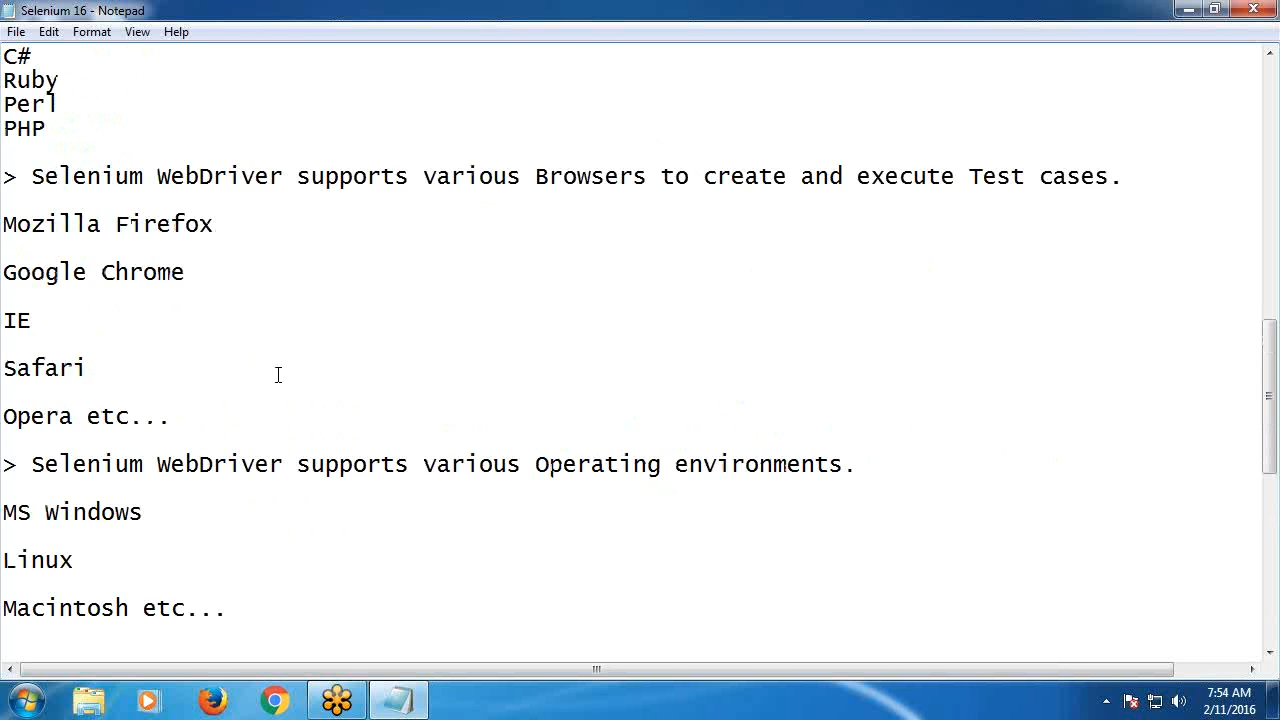 Selenium 16 - Notepad
File Edit Format View Help
C#
Ruby
Perl
PHP
> Selenium WebDriver supports various Browsers to create and execute Test cases.
Mozilla Firefox
Google Chrome
IE
Safari
Opera etc...
> Selenium WebDriver supports various Operating environments.
MS Windows
Linux
Macintosh etc...
7:54 AM
2/11/2016